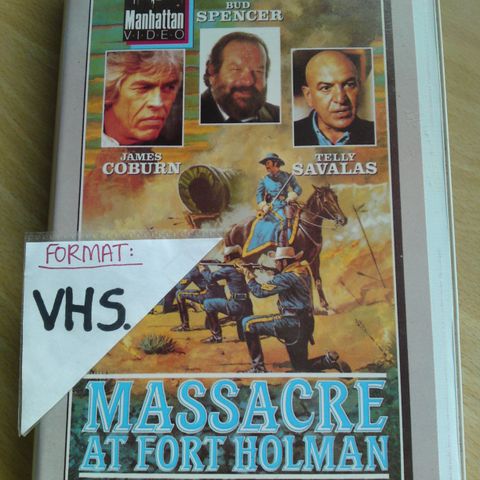 Manhattan
VIDEO
BUD
SPENCER
JAMES
COBURN
TELLY
SAVALAS
FORMAT:
VHS.
MASSACRE
AT FORT HOLMAN